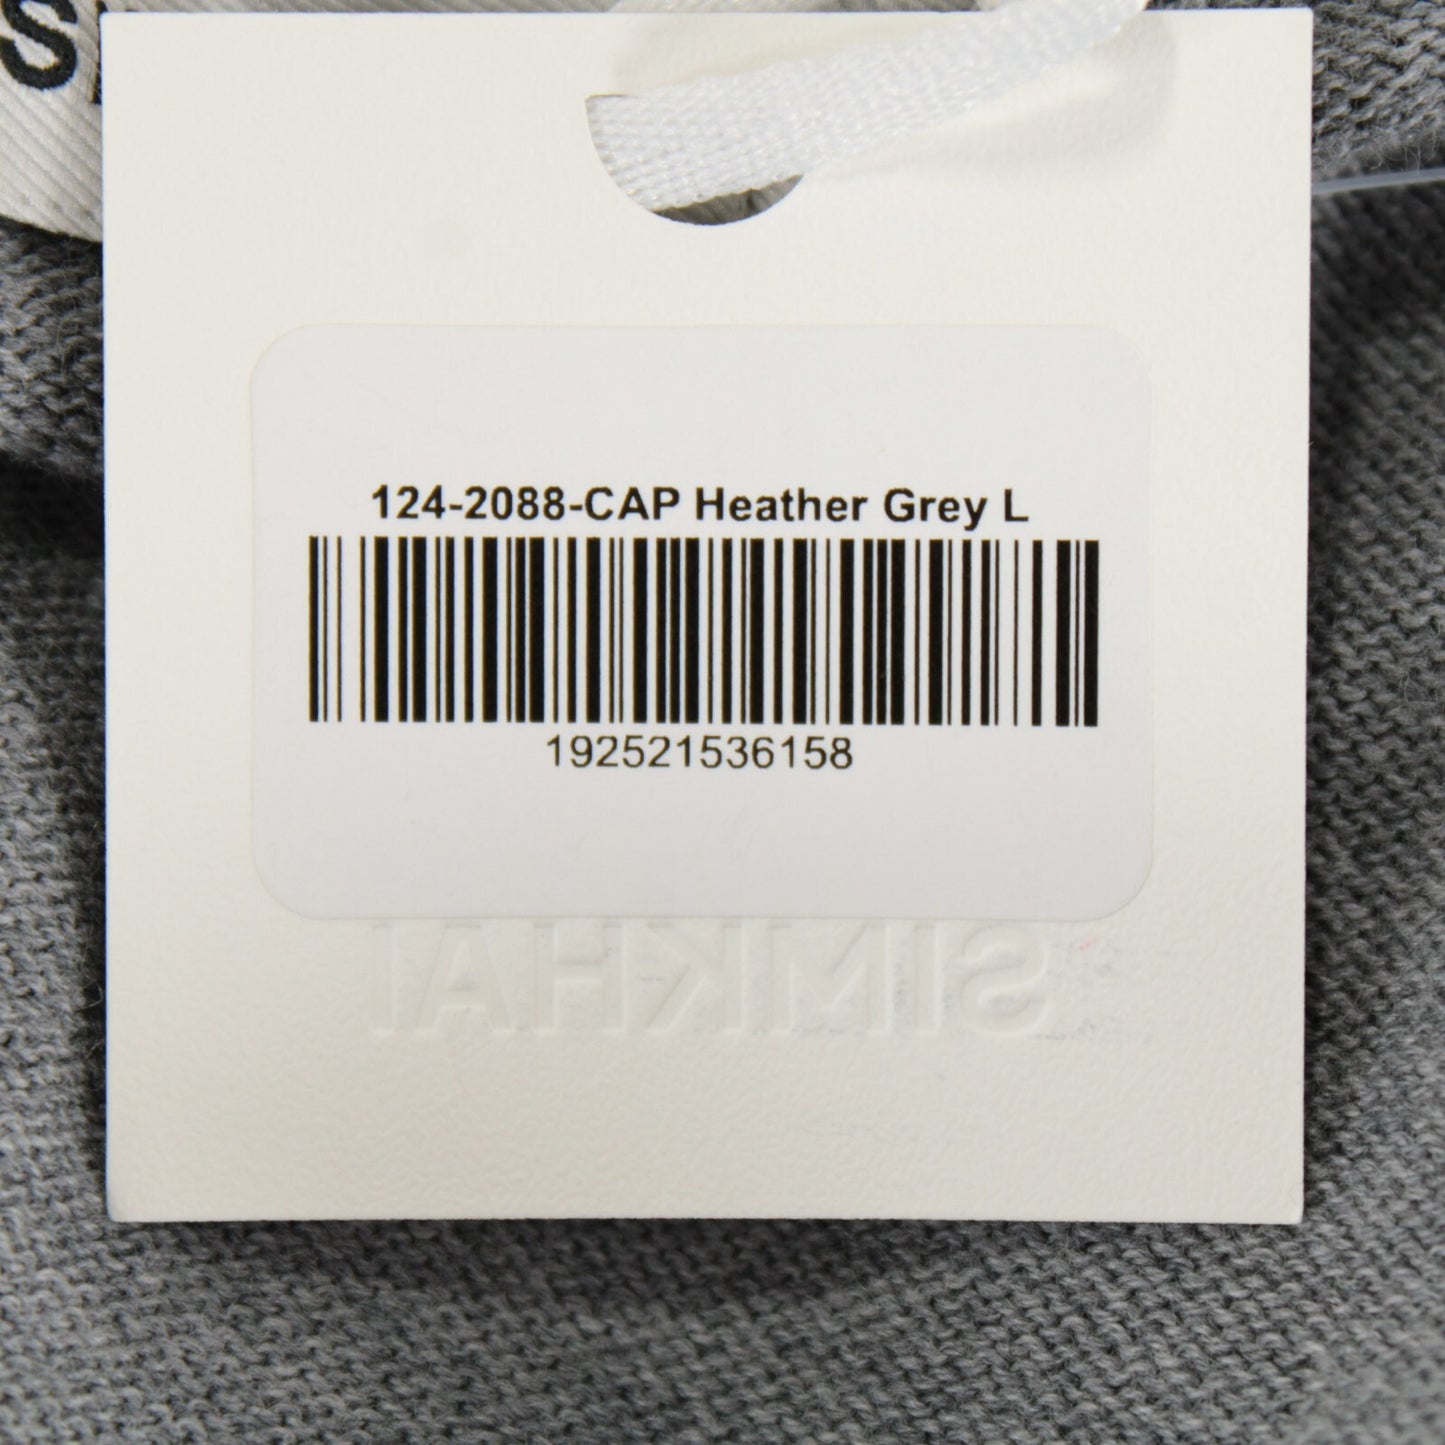 S
124-2088-CAP Heather Grey L
192521536158
SIMKHAI